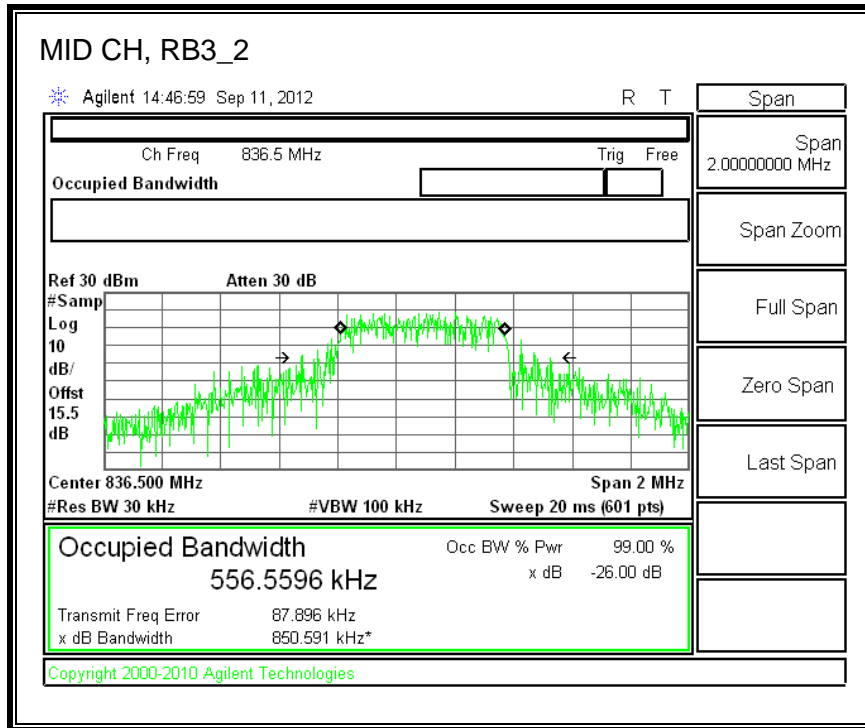 MID CH, RB3_2
Agilent 14:46:59 Sep 11, 2012 R T
Span
Ch Freq 836.5 MHz Trig Free
Occupied Bandwidth
Span
2.00000000 MHz
Span Zoom
Full Span
Zero Span
Last Span
Ref 30 dBm Atten 30 dB
#Samp
Log
10
dB/
Offst
15.5
dB
Center 836.500 MHz Span 2 MHz
#Res BW 30 kHz #VBW 100 kHz Sweep 20 ms (601 pts)
Occupied Bandwidth
556.5596 kHz
Occ BW % Pwr 99.00 %
x dB -26.00 dB
Transmit Freq Error 87.896 kHz
x dB Bandwidth 850.591 kHz*
Copyright 2000-2010 Agilent Technologies